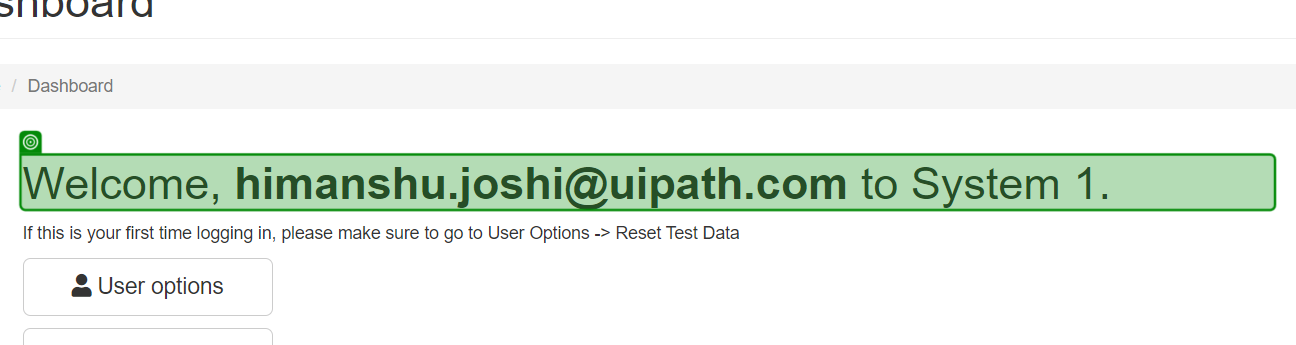 shboard
/ Dashboard
Welcome, himanshu.joshi@uipath.com to System 1.
If this is your first time logging in, please make sure to go to User Options -> Reset Test Data
User options